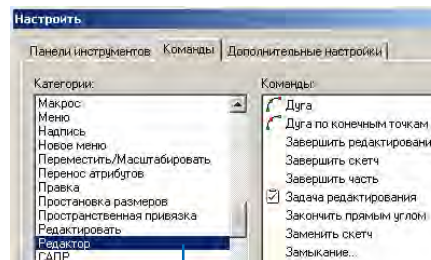 Настроить
Панели инструментов Команды Дополнительные настройки
Категории:
Макрос
Меню
Надпись
Новое меню
Переместить/Масштабировать
Перенос атрибутов
Правка
Простановка размеров
Пространственная привязка
Редактировать
Редактор
САПР
Команды:
Дуга
Дуга по конечным точкам
Завершить редактировани
Завершить скетч
Завершить часть
Задача редактирования
Закончить прямым углом
Заменить скетч
Замыкание...